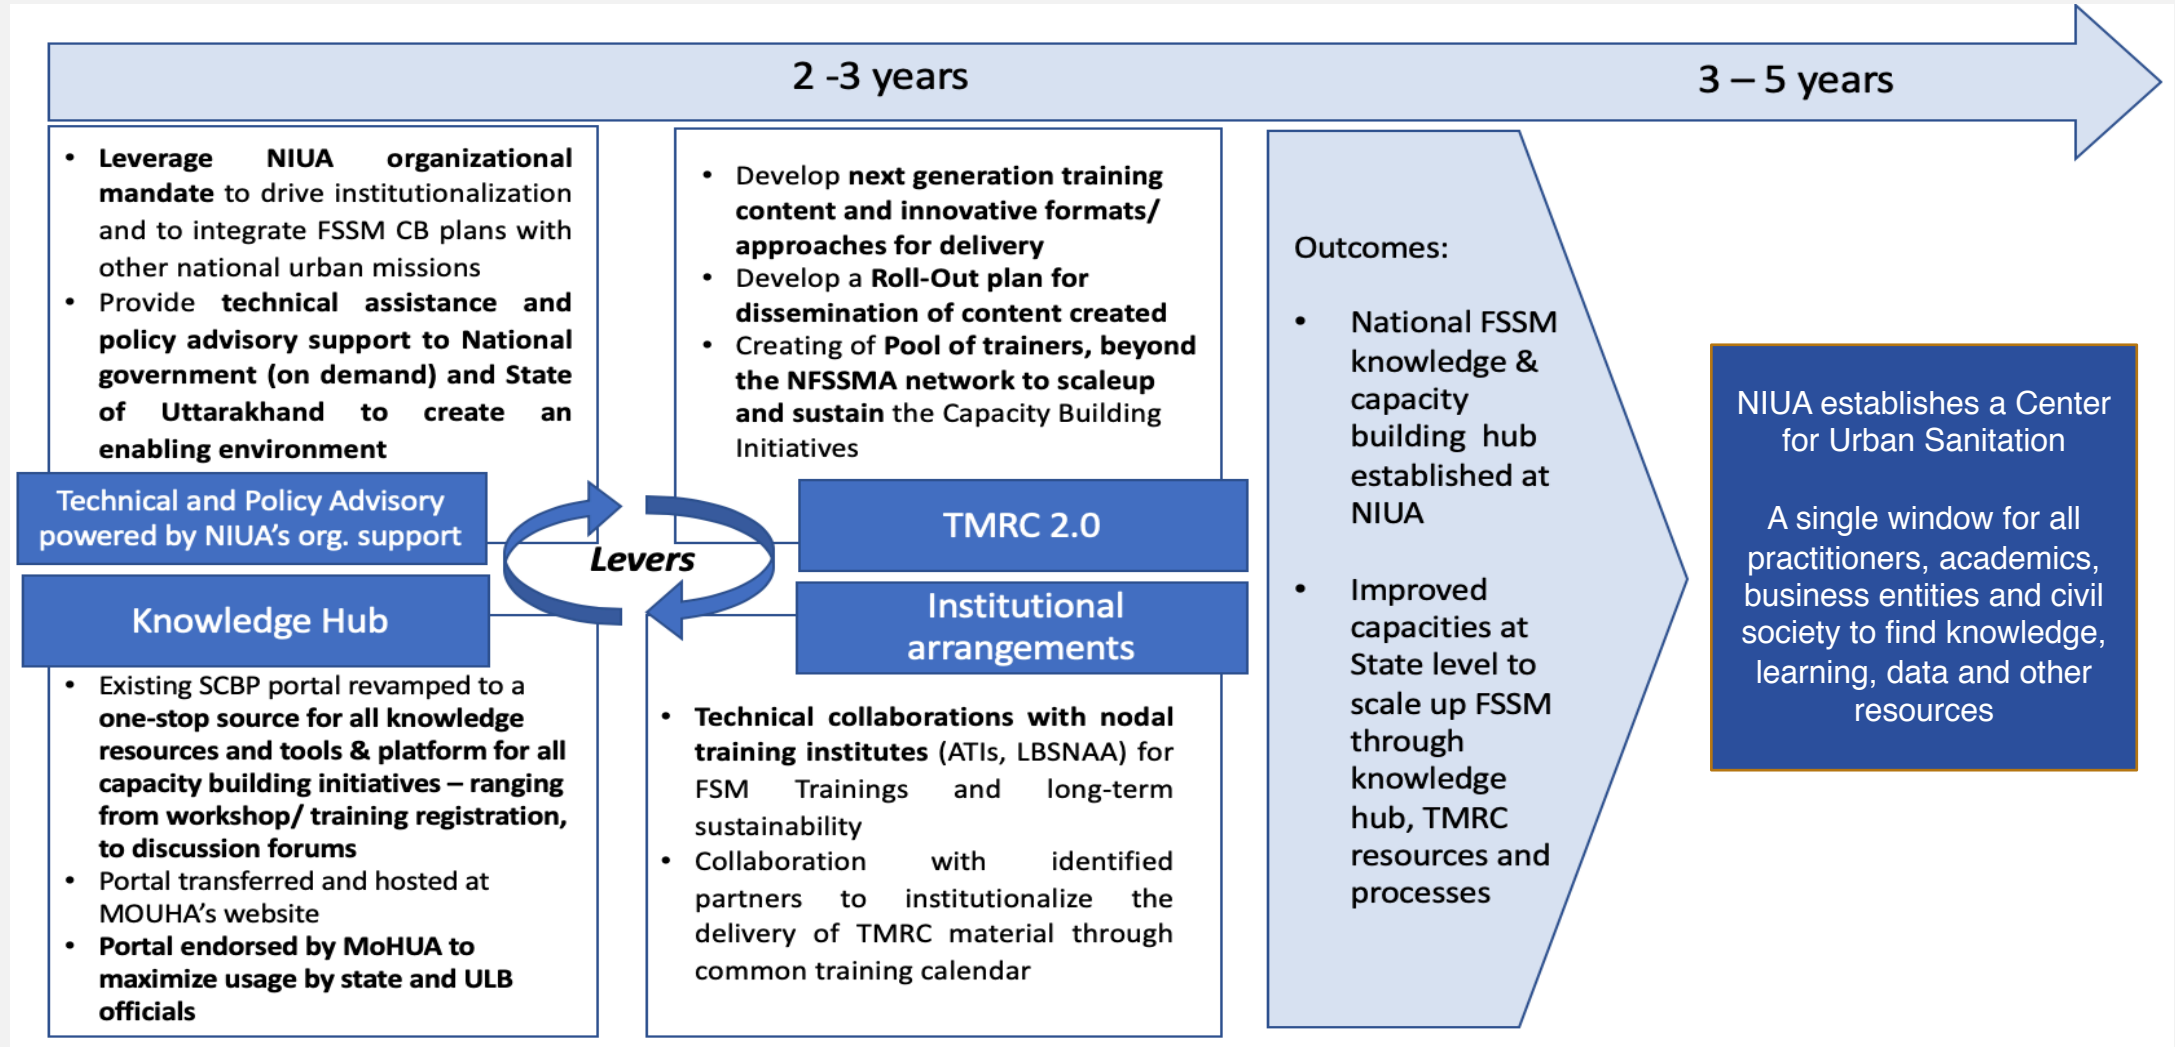 2 -3 years
3 – 5 years
• Leverage NIUA organizational
mandate to drive institutionalization
and to integrate FSSM CB plans with
other national urban missions
• Provide technical assistance and
policy advisory support to National
government (on demand) and State
of Uttarakhand to create an
enabling environment
Technical and Policy Advisory
powered by NIUA’s org. support
Knowledge Hub
• Existing SCBP portal revamped to a
one-stop source for all knowledge
resources and tools & platform for all
capacity building initiatives – ranging
from workshop/ training registration,
to discussion forums
• Portal transferred and hosted at
MOUHA’s website
• Portal endorsed by MoHUA to
maximize usage by state and ULB
officials
Levers
• Develop next generation training
content and innovative formats/
approaches for delivery
• Develop a Roll-Out plan for
dissemination of content created
• Creating of Pool of trainers, beyond
the NFSSMA network to scaleup
and sustain the Capacity Building
Initiatives
TMRC 2.0
Institutional
arrangements
• Technical collaborations with nodal
training institutes (ATIs, LBSNAA) for
FSM Trainings and long-term
sustainability
• Collaboration with identified
partners to institutionalize the
delivery of TMRC material through
common training calendar
Outcomes:
• National FSSM
knowledge &
capacity
building hub
established at
NIUA
• Improved
capacities at
State level to
scale up FSSM
through
knowledge
hub, TMRC
resources and
processes
NIUA establishes a Center
for Urban Sanitation
A single window for all
practitioners, academics,
business entities and civil
society to find knowledge,
learning, data and other
resources